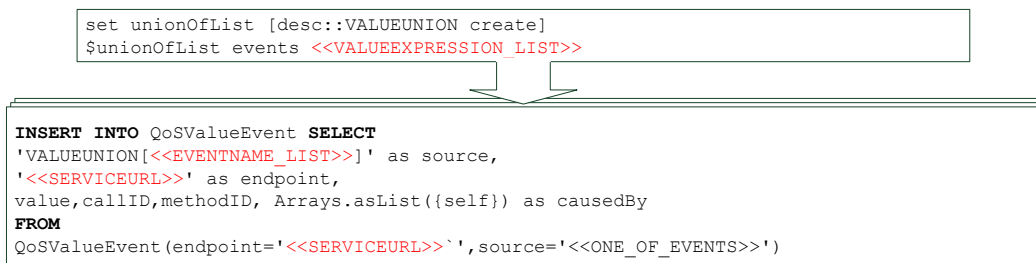 set unionOfList [desc::VALUEUNION create]
$unionOfList events <<VALUEEXPRESSION_LIST>>
INSERT INTO QoSValueEvent SELECT
'VALUEUNION[<<EVENTNAME_LIST>>]' as source,
'<<SERVICEURL>>' as endpoint,
value,callID,methodID, Arrays.asList({self}) as causedBy
FROM
QoSValueEvent(endpoint='<<SERVICEURL>>`',source='<<ONE_OF_EVENTS>>')